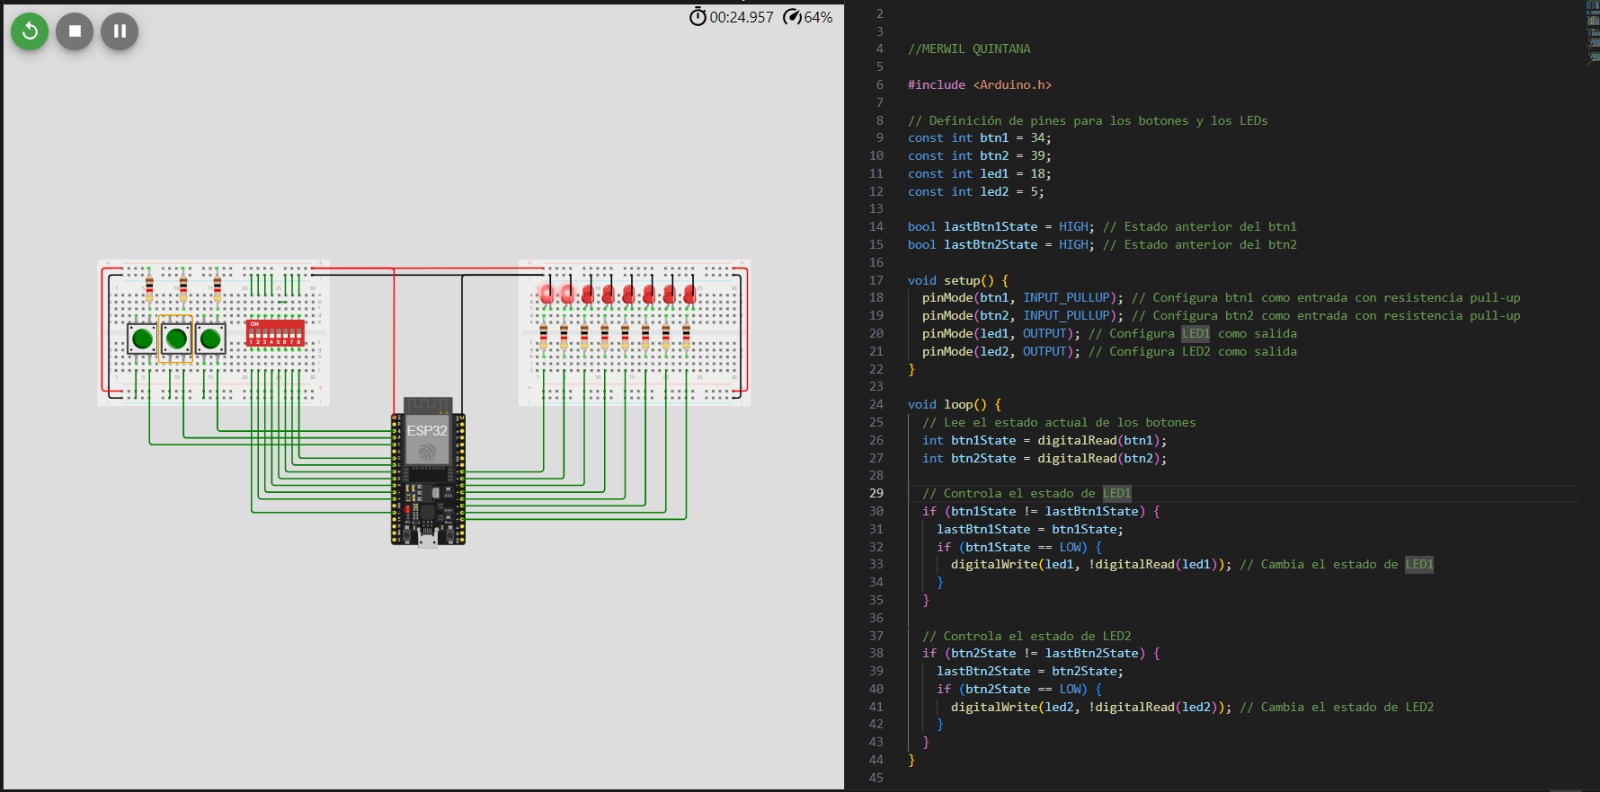 00:24.957 64%
ON
1 2 3 4 5 6 7 8
ESP32
2
3
4 //MERWIL QUINTANA
5
6 #include <Arduino.h>
7
8 // Definición de pines para los botones y los LEDs
9 const int btn1 = 34;
10 const int btn2 = 39;
11 const int led1 = 18;
12 const int led2 = 5;
13
14 bool lastBtn1State = HIGH; // Estado anterior del btn1
15 bool lastBtn2State = HIGH; // Estado anterior del btn2
16
17 void setup() {
18 pinMode(btn1, INPUT_PULLUP); // Configura btn1 como entrada con resistencia pull-up
19 pinMode(btn2, INPUT_PULLUP); // Configura btn2 como entrada con resistencia pull-up
20 pinMode(led1, OUTPUT); // Configura LED1 como salida
21 pinMode(led2, OUTPUT); // Configura LED2 como salida
22 }
23
24 void loop() {
25 // Lee el estado actual de los botones
26 int btn1State = digitalRead(btn1);
27 int btn2State = digitalRead(btn2);
28
29 // Controla el estado de LED1
30 if (btn1State != lastBtn1State) {
31 lastBtn1State = btn1State;
32 if (btn1State == LOW) {
33 digitalWrite(led1, !digitalRead(led1)); // Cambia el estado de LED1
34 }
35 }
36
37 // Controla el estado de LED2
38 if (btn2State != lastBtn2State) {
39 lastBtn2State = btn2State;
40 if (btn2State == LOW) {
41 digitalWrite(led2, !digitalRead(led2)); // Cambia el estado de LED2
42 }
43 }
44 }
45